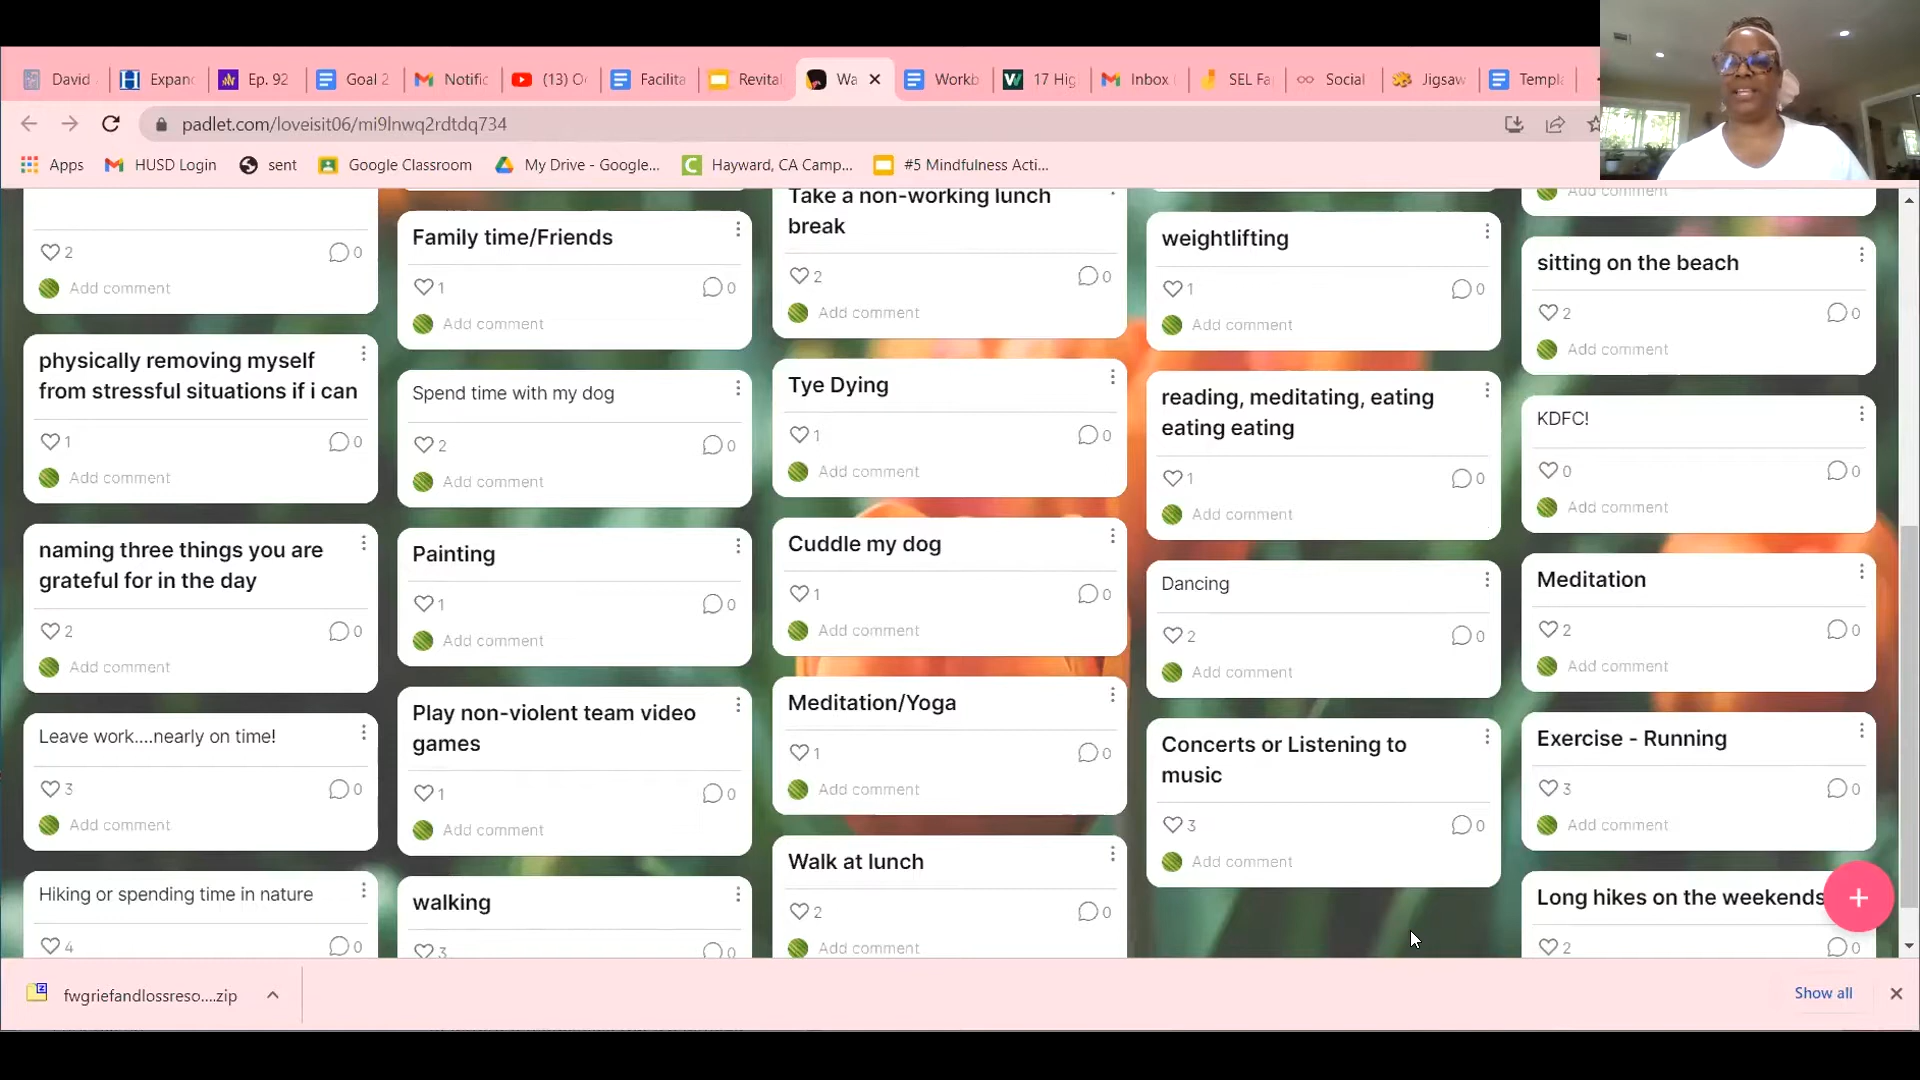 David
Expan
Ep. 92
Goal 2
Notific
(13) O
Facilita
Revital
Wa
Workb
17 Hig
Inbox
SEL Fa
Social
Jigsaw
Templa
padlet.com/loveisit06/mi9lnwq2rdtdq734
Apps
HUSD Login
sent
Google Classroom
My Drive - Google...
Hayward, CA Camp...
#5 Mindfulness Acti...
2
0
Add comment
physically removing myself
from stressful situations if i can
1
0
Add comment
naming three things you are
grateful for in the day
2
0
Add comment
Leave work....nearly on time!
3
0
Add comment
Hiking or spending time in nature
4
0
Family time/Friends
1
0
Add comment
Spend time with my dog
2
0
Add comment
Painting
1
0
Add comment
Play non-violent team video
games
1
0
Add comment
walking
3
0
Take a non-working lunch
break
2
0
Add comment
Tye Dying
1
0
Add comment
Cuddle my dog
1
0
Add comment
Meditation/Yoga
1
0
Add comment
Walk at lunch
2
0
Add comment
weightlifting
1
0
Add comment
reading, meditating, eating
eating eating
1
0
Add comment
Dancing
2
0
Add comment
Concerts or Listening to
music
3
0
Add comment
Add comment
sitting on the beach
2
0
Add comment
KDFC!
0
0
Add comment
Meditation
2
0
Add comment
Exercise - Running
3
0
Add comment
Long hikes on the weekends
2
0
fwgriefandlossreso....zip
Show all